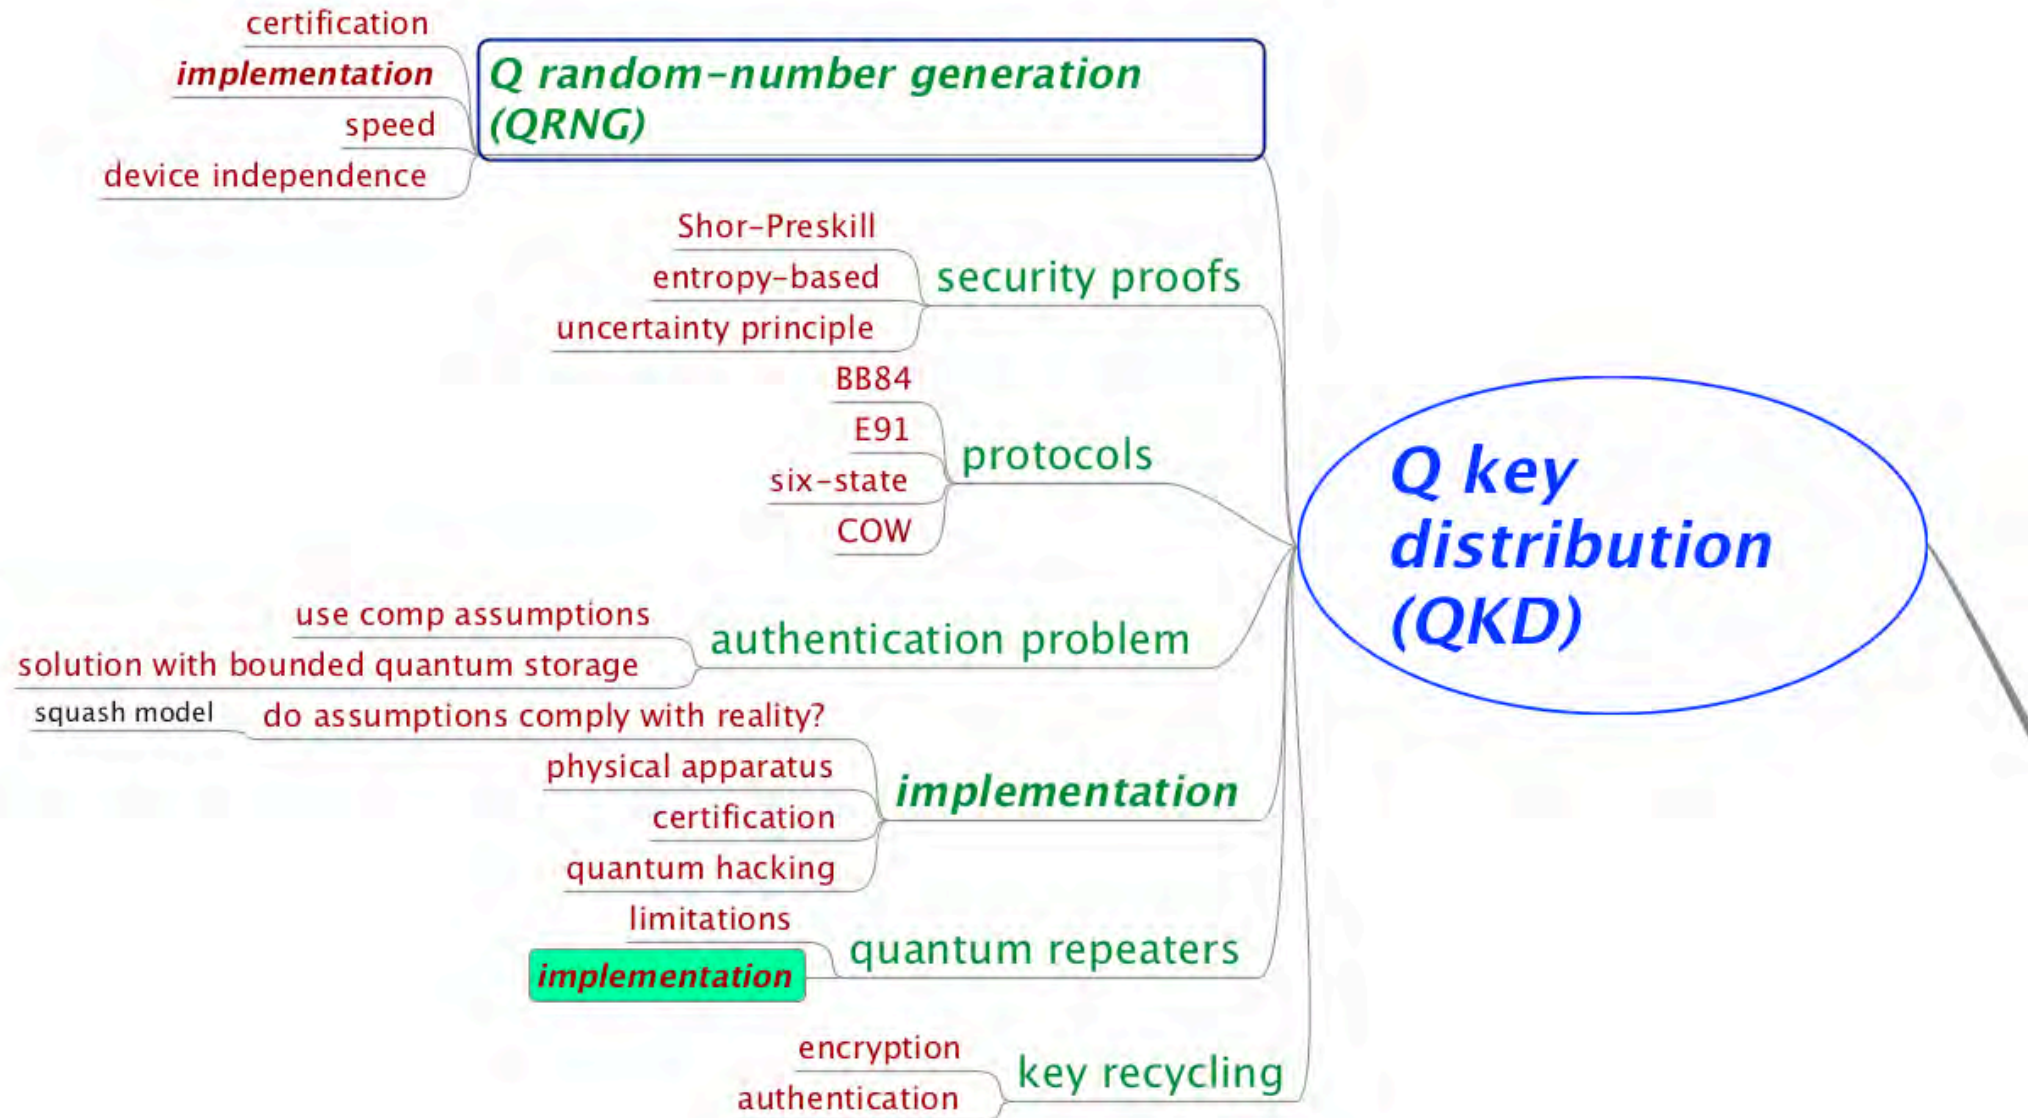 certification
implementation
speed
device independence
Q random-number generation
(QRNG)
Shor-Preskill
entropy-based
uncertainty principle
security proofs
BB84
E91
six-state
COW
protocols
use comp assumptions
solution with bounded quantum storage
authentication problem
squash model
do assumptions comply with reality?
physical apparatus
certification
quantum hacking
implementation
limitations
implementation
quantum repeaters
encryption
authentication
key recycling
Q key
distribution
(QKD)